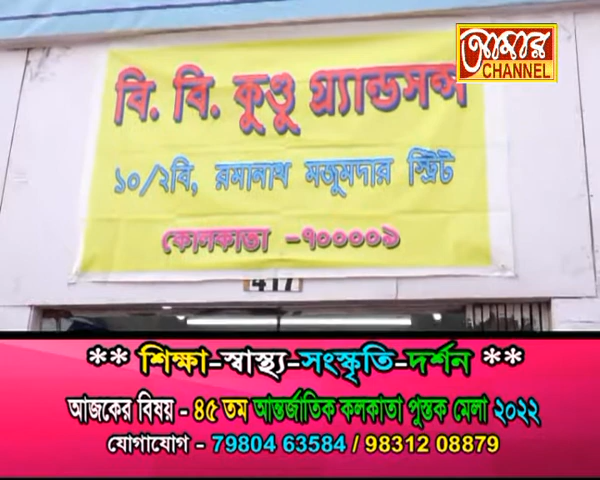 আমার
CHANNEL
বি. বি. কুণ্ডু গ্র্যান্ডসন্স
১০/২বি, রমানাথ মজুমদার স্ট্রিট
কোলকাতা -৭০০০০৯
417
** শিক্ষা-স্বাস্থ্য-সংস্কৃতি-দর্শন **
আজকের বিষয় - ৪৫ তম আন্তর্জাতিক কলকাতা পুস্তক মেলা ২০২২
যোগাযোগ - 79804 63584 / 98312 08879